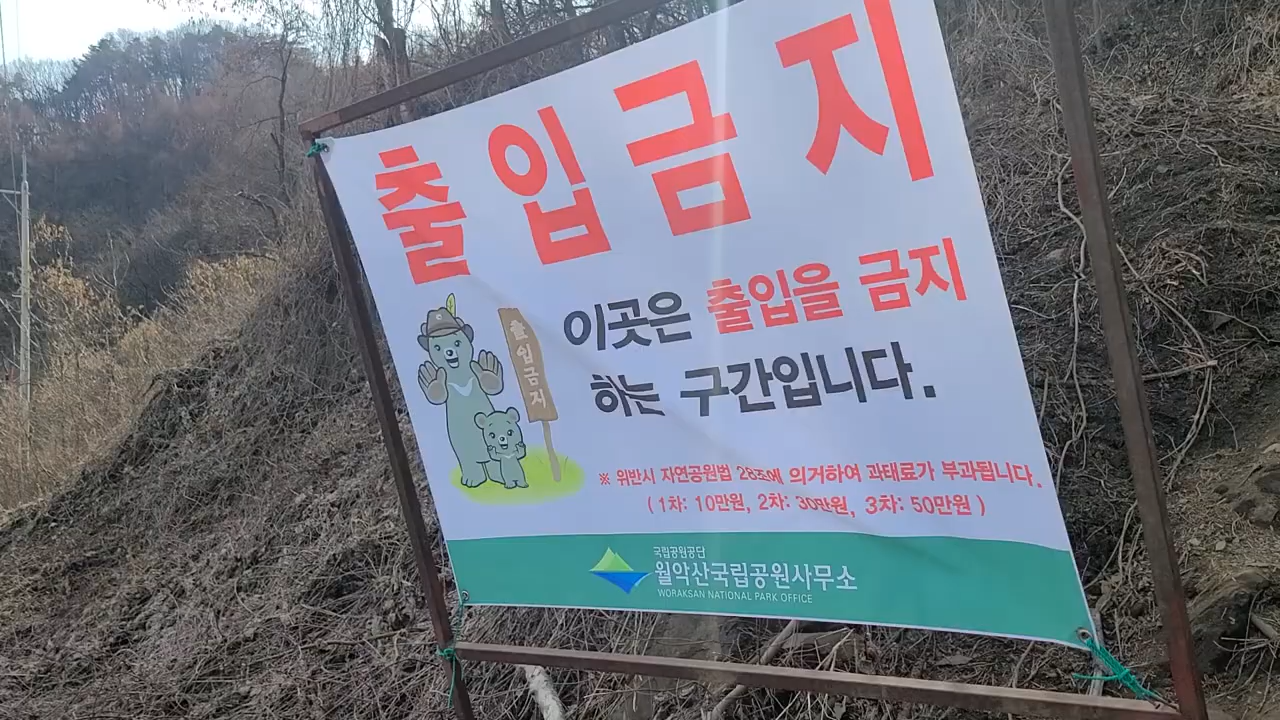 출입금지
이곳은 출입을 금지
하는 구간입니다.
출입금지
※ 위반시 자연공원법 28조에 의거하여 과태료가 부과됩니다.
( 1차: 10만원, 2차: 30만원, 3차: 50만원 )
국립공원공단
월악산국립공원사무소
WORAKSAN NATIONAL PARK OFFICE